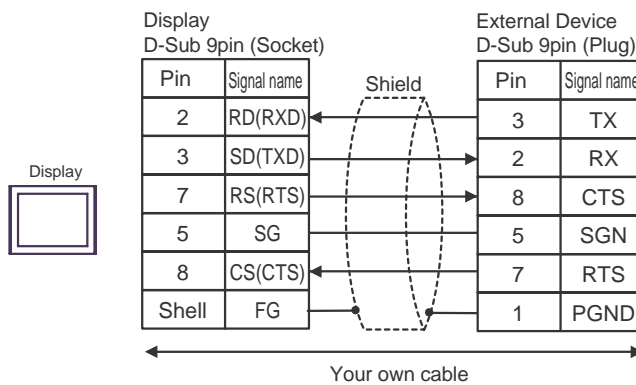 Display
D-Sub 9pin (Socket)
External Device
D-Sub 9pin (Plug)
Pin Signal name Shield Pin Signal name
2 RD(RXD) 3 TX
3 SD(TXD) 2 RX
Display
7 RS(RTS) 8 CTS
5 SG 5 SGN
8 CS(CTS) 7 RTS
Shell FG 1 PGND
Your own cable